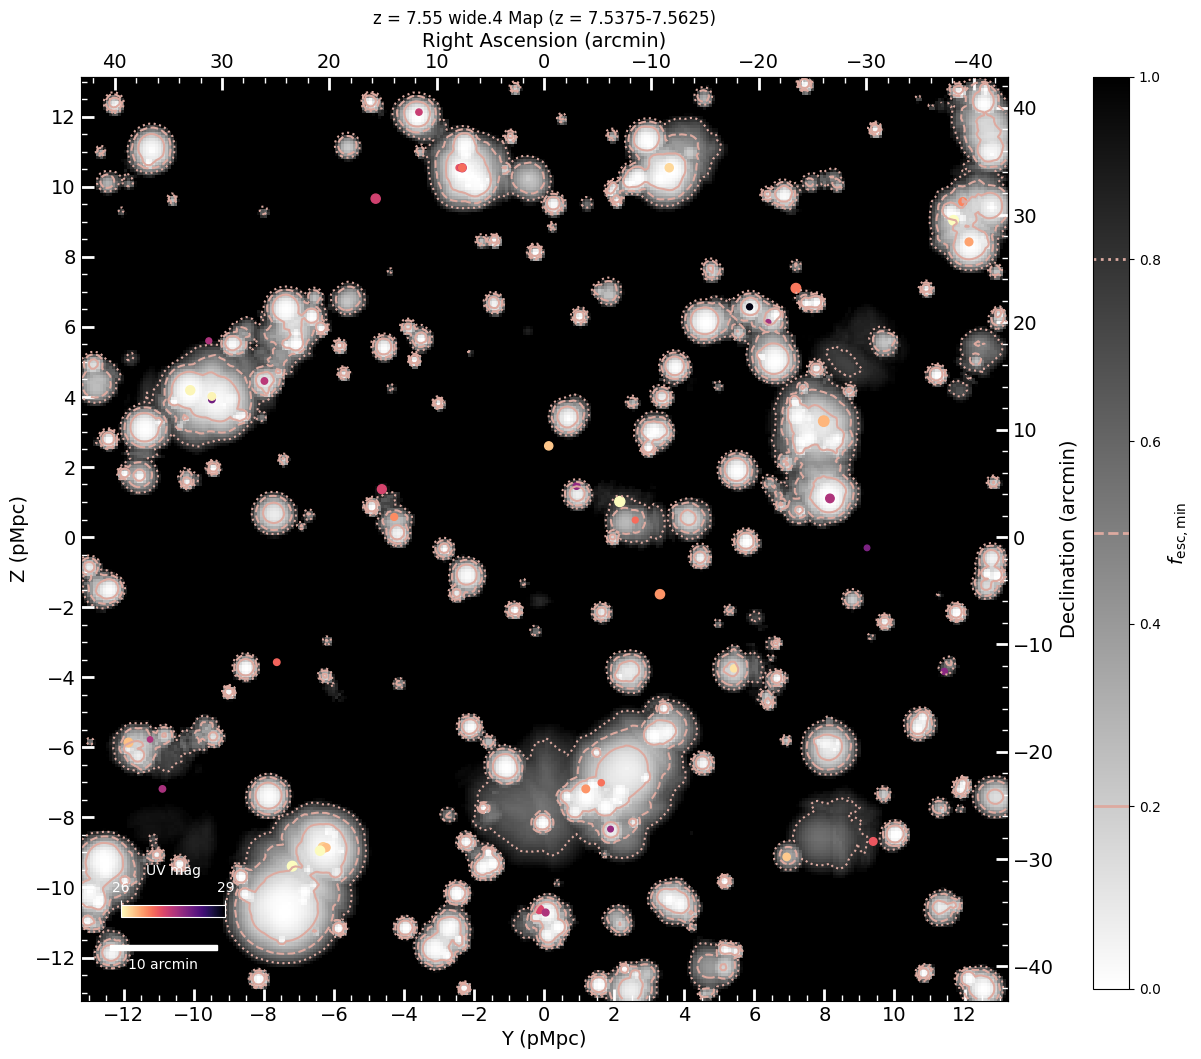 z = 7.55 wide.4 Map (z = 7.5375-7.5625)
Right Ascension (arcmin)
40 30 20 10 0 −10 −20 −30 −40
12
10
8
6
4
2
0
−2
−4
−6
−8
−10
−12
Z (pMpc)
40
30
20
10
0
−10
−20
−30
−40
Declination (arcmin)
1.0
0.8
0.6
0.4
0.2
0.0
f_esc,min
UV mag
26 29
10 arcmin
−12 −10 −8 −6 −4 −2 0 2 4 6 8 10 12
Y (pMpc)